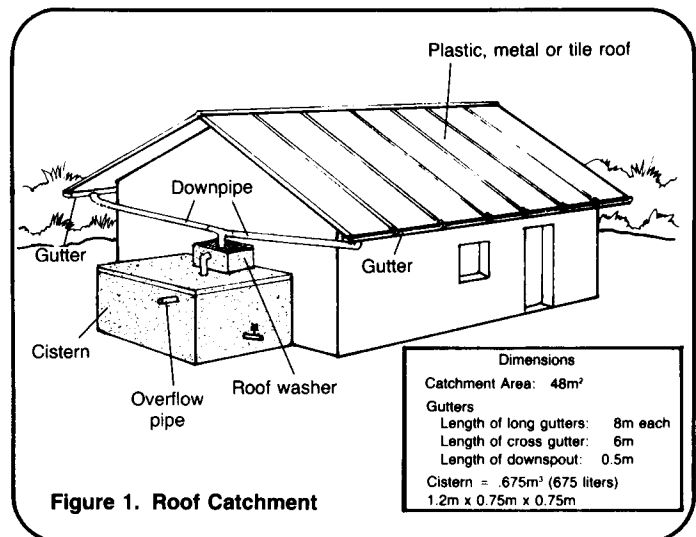 Plastic, metal or tile roof
Downpipe
Gutter
Gutter
Cistern
Overflow
pipe
Roof washer
Dimensions
Catchment Area: 48m²
Gutters
Length of long gutters: 8m each
Length of cross gutter: 6m
Length of downspout: 0.5m
Cistern = .675m³ (675 liters)
1.2m x 0.75m x 0.75m
Figure 1. Roof Catchment